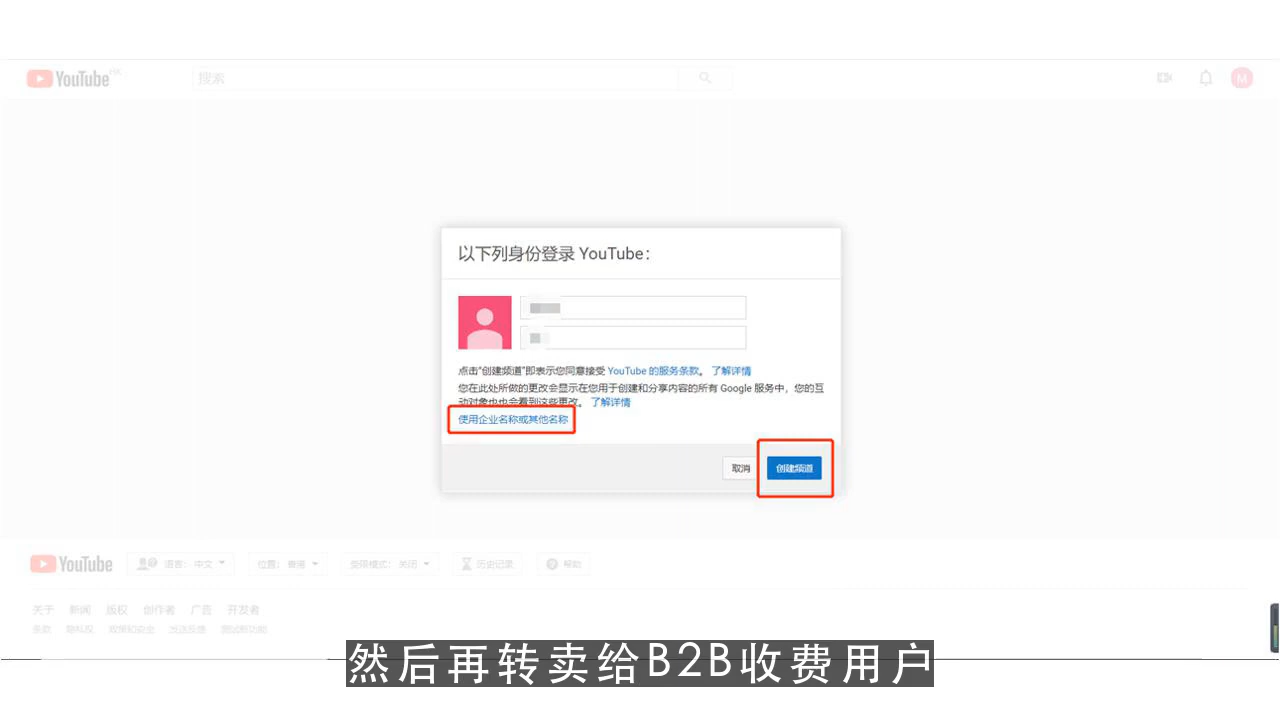 YouTube HK
搜索
M
以下列身份登录 YouTube：
点击“创建频道”即表示您同意接受 YouTube 的服务条款。 了解详情
您在此处所做的更改会显示在您用于创建和分享内容的所有 Google 服务中，您的互
动对象也也会看到这些更改。 了解详情
使用企业名称或其他名称
取消 创建频道
YouTube 语言：中文 位置：香港 受限模式：关闭 历史记录 帮助
关于 新闻 版权 创作者 广告 开发者
条款 隐私权 政策和安全 发送反馈 测试新功能
然后再转卖给B2B收费用户